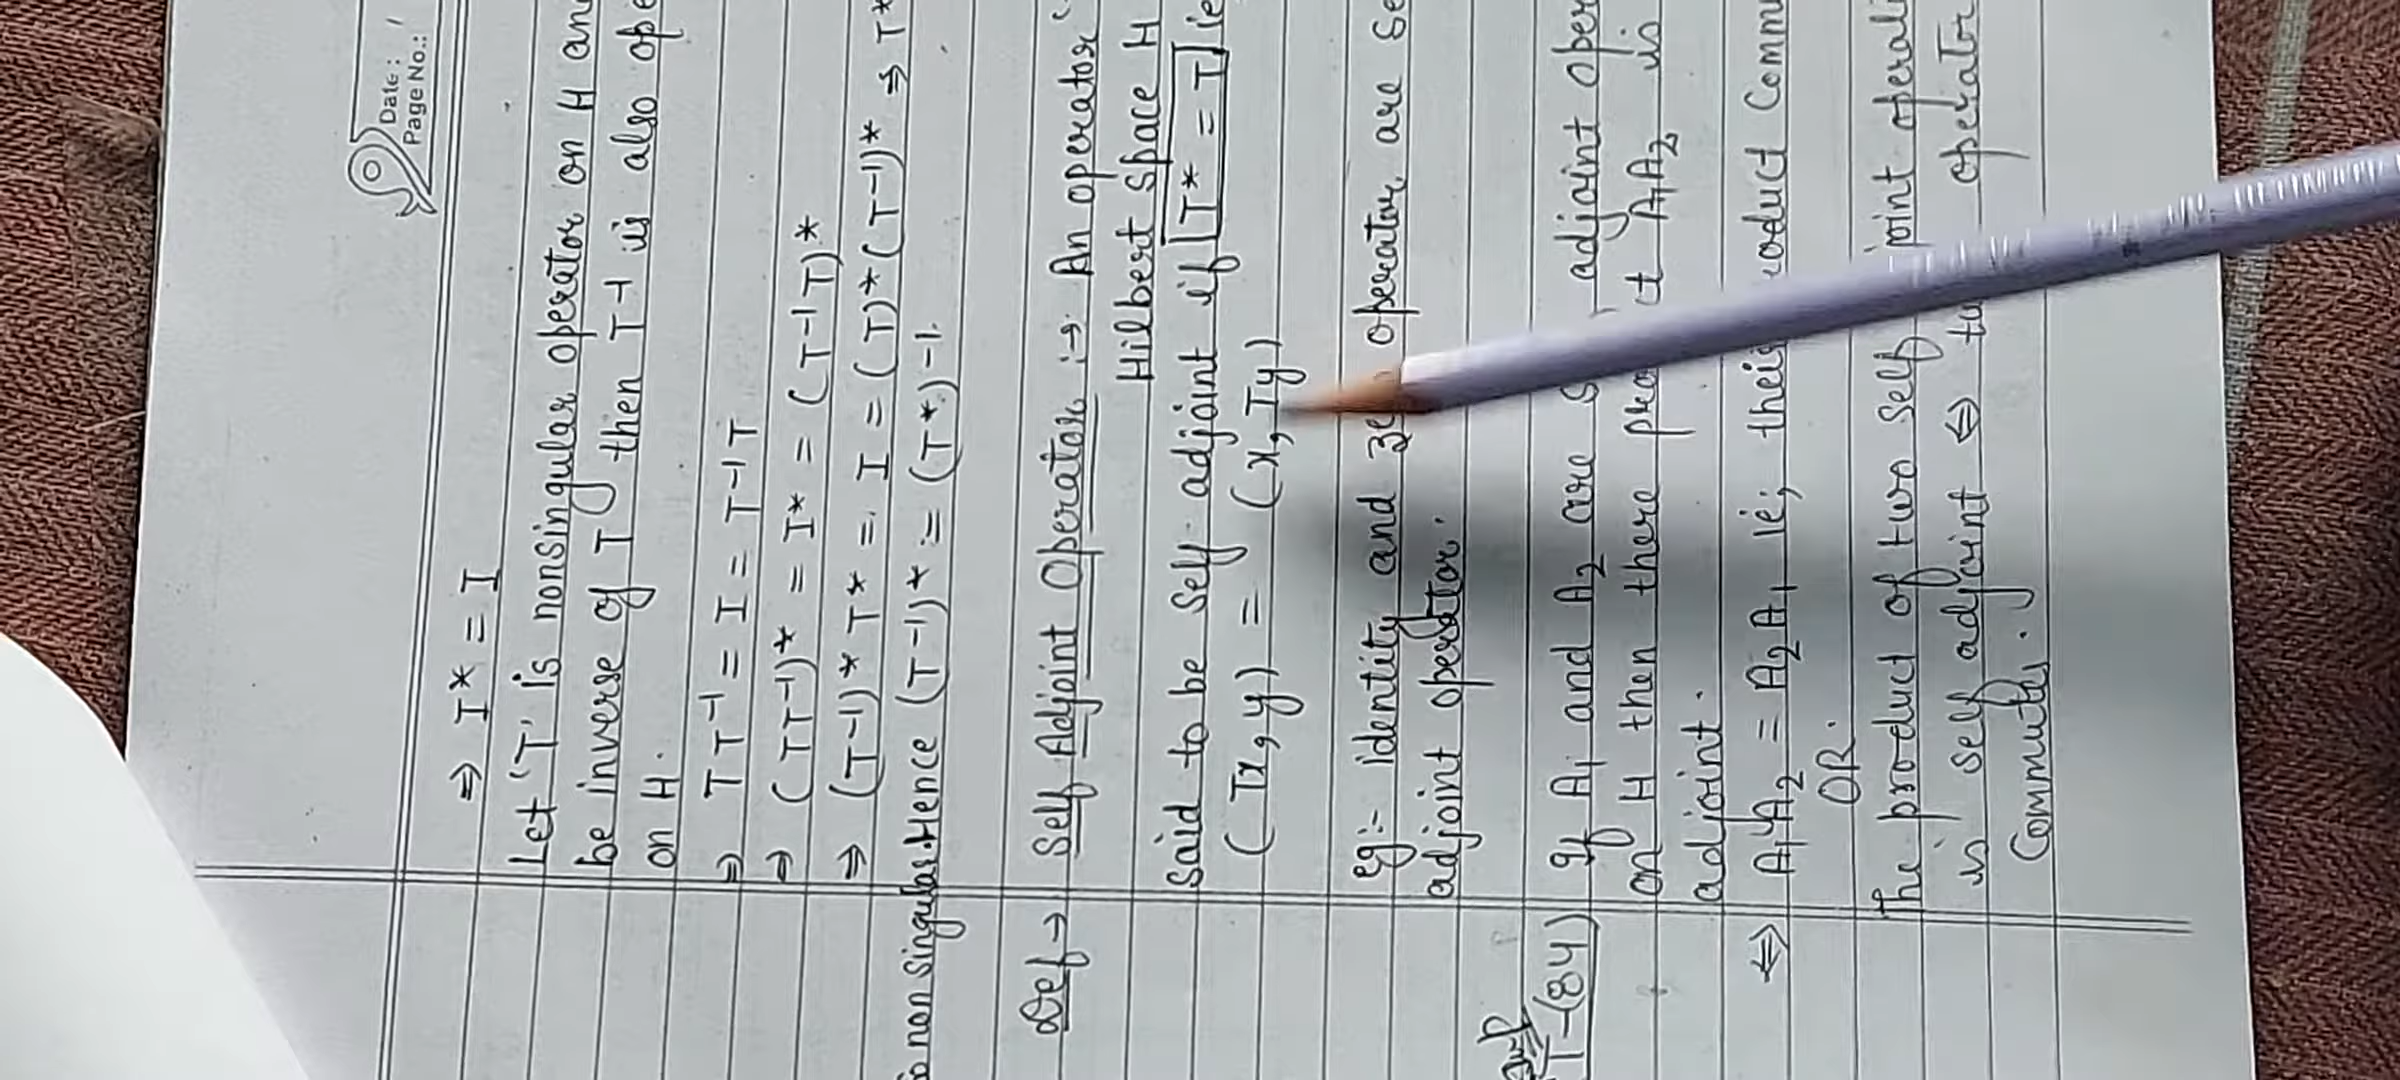 Date : /
Page No.:
⇒ I* = I
Let 'T' is nonsingular operator on H and
be inverse of T then T-1 is also ope
on H.
⇒ TT-1 = I = T-1T
⇒ (TT-1)* = I* = (T-1T)*
⇒ (T-1)* T* = I = (T)* (T-1)* ⇒ T*
non singular. Hence (T-1)* = (T*)-1.
Def → Self Adjoint Operator :→ An operator '
Hilbert space H
Said to be Self adjoint if T* = T ie
(Tx, y) = (x, Ty)
eg:- identity and operator are se
adjoint operator.
T-(84) If A1 and A2 are adjoint oper
on H then there A1A2 is
adjoint.
⇔ A1A2 = A2A1 ie; Comm
OR.
The product of two Self operat
is self adjoint ⇔ operator
Commutes.